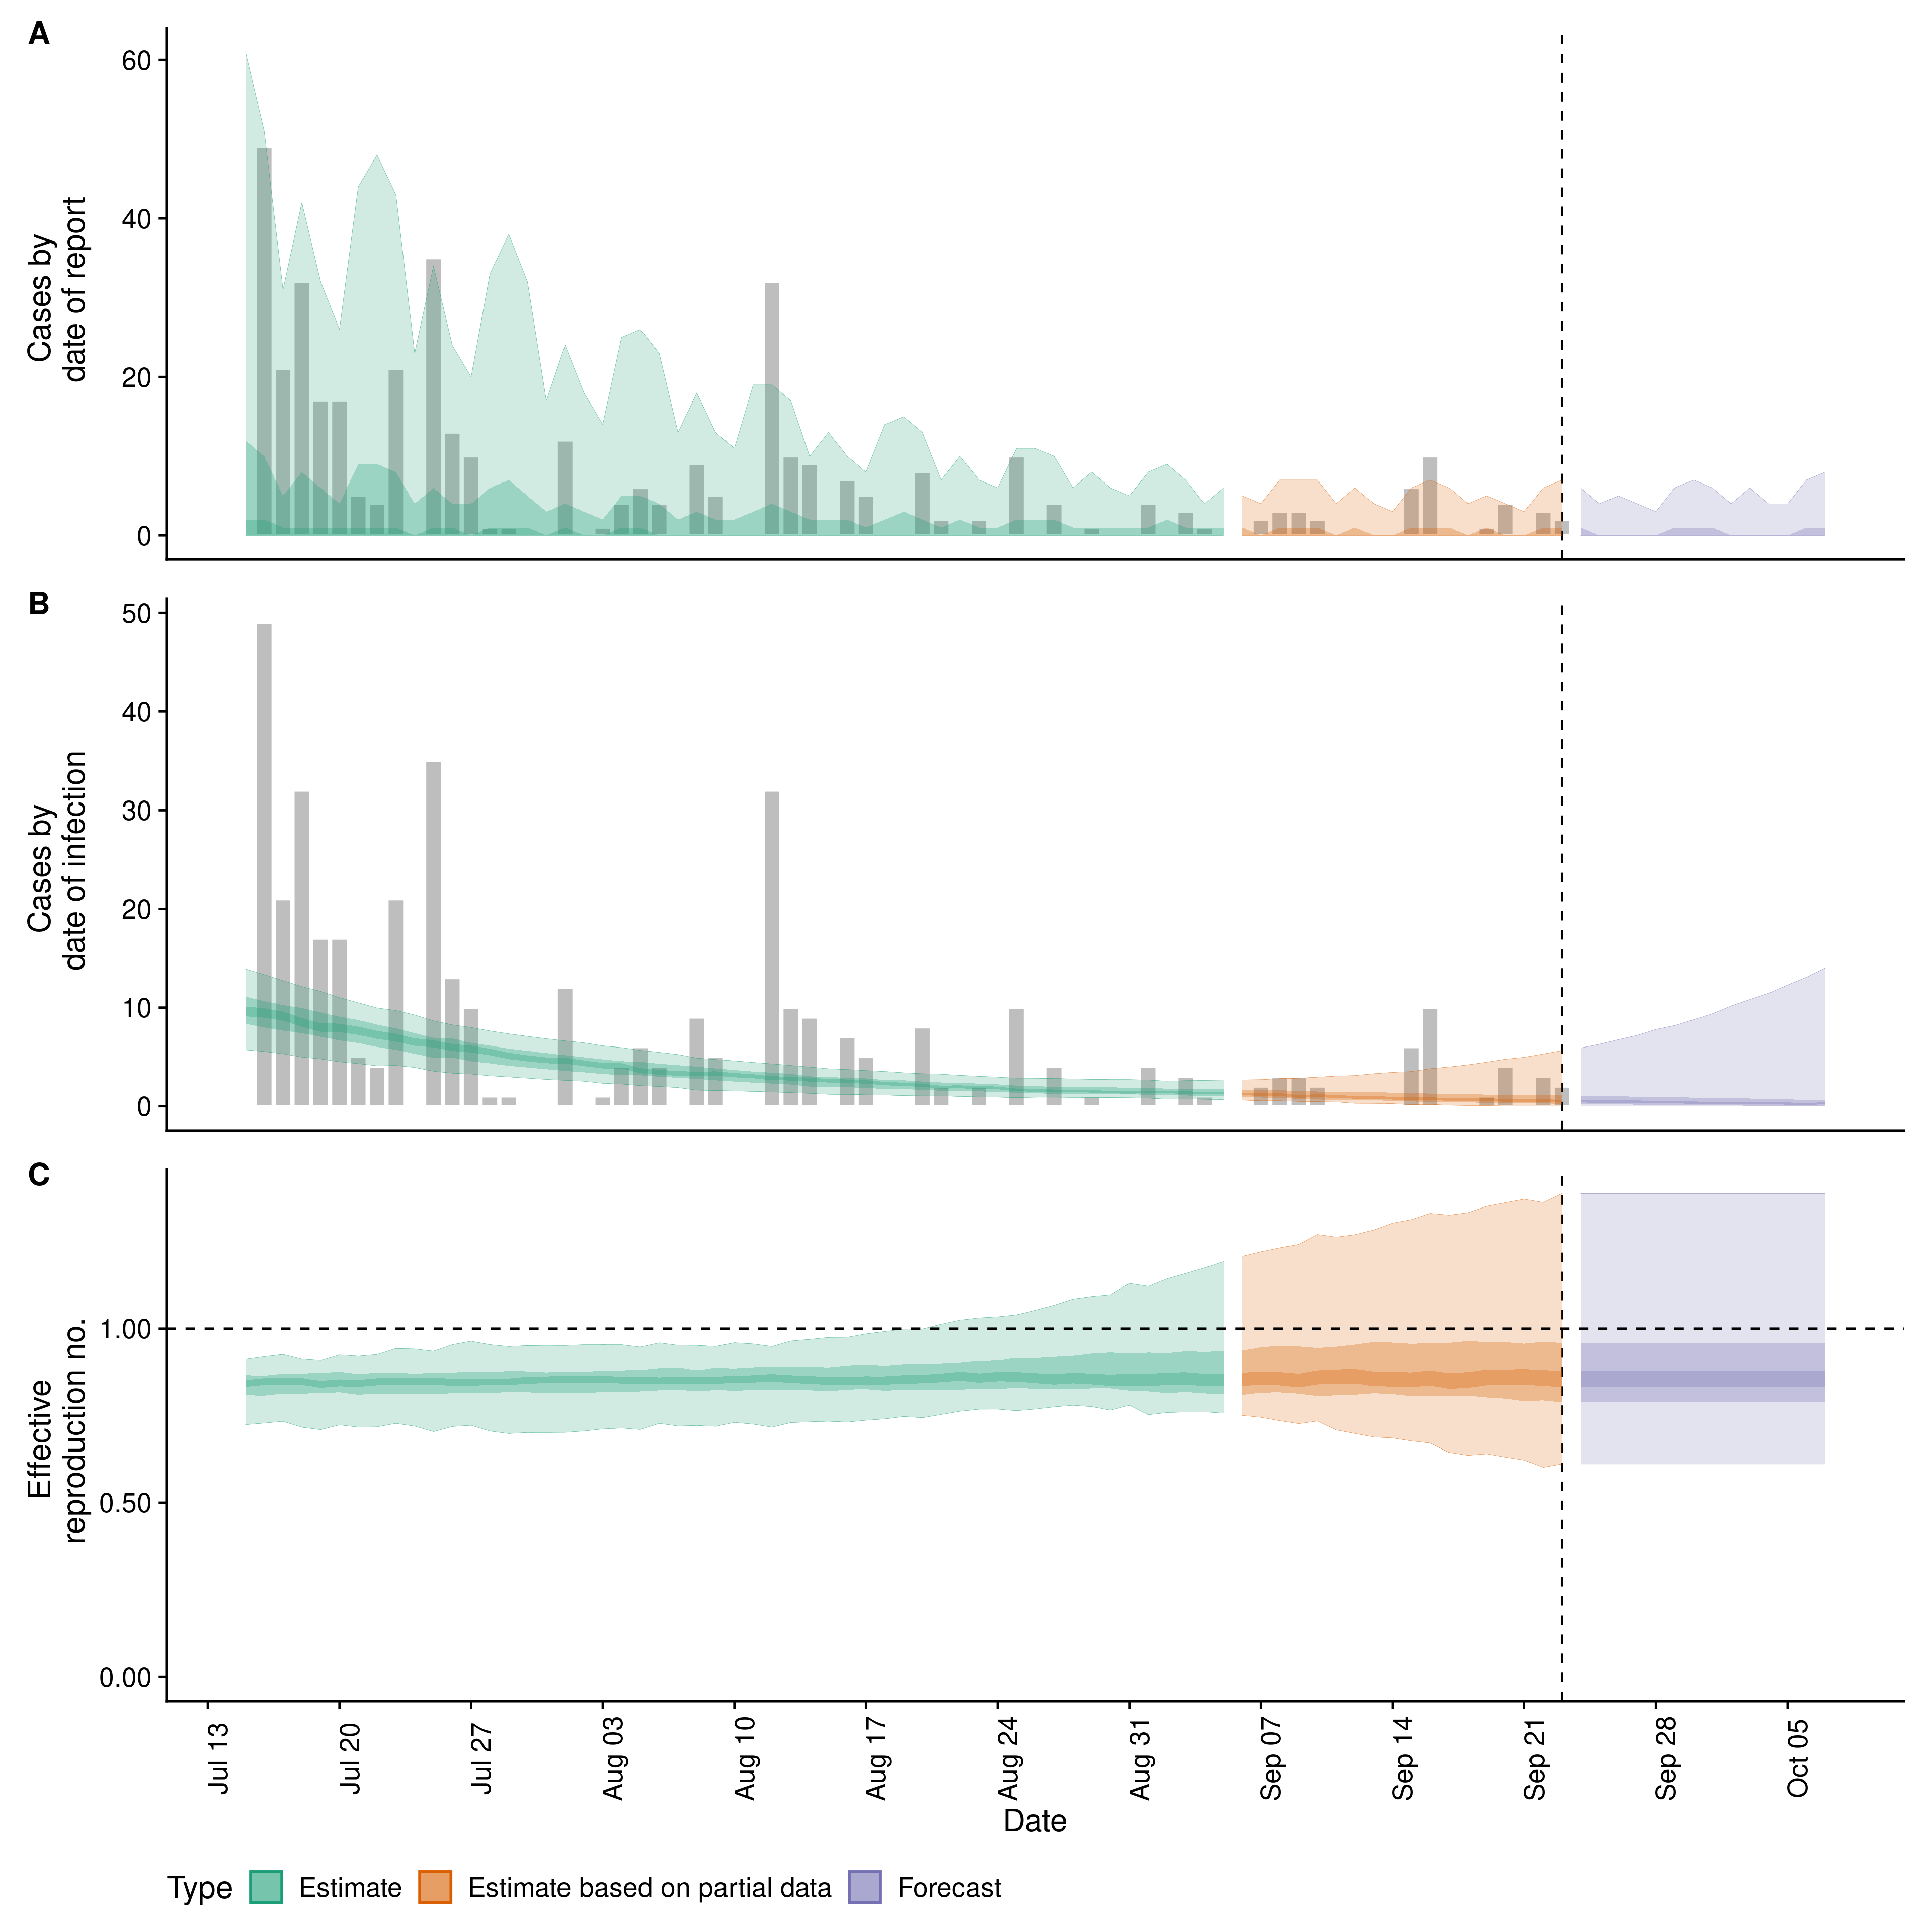 A
Cases by
date of report
60
40
20
0
B
Cases by
date of infection
50
40
30
20
10
0
C
Effective
reproduction no.
1.00
0.50
0.00
Jul 13
Jul 20
Jul 27
Aug 03
Aug 10
Aug 17
Aug 24
Aug 31
Sep 07
Sep 14
Sep 21
Sep 28
Oct 05
Date
Type
Estimate
Estimate based on partial data
Forecast